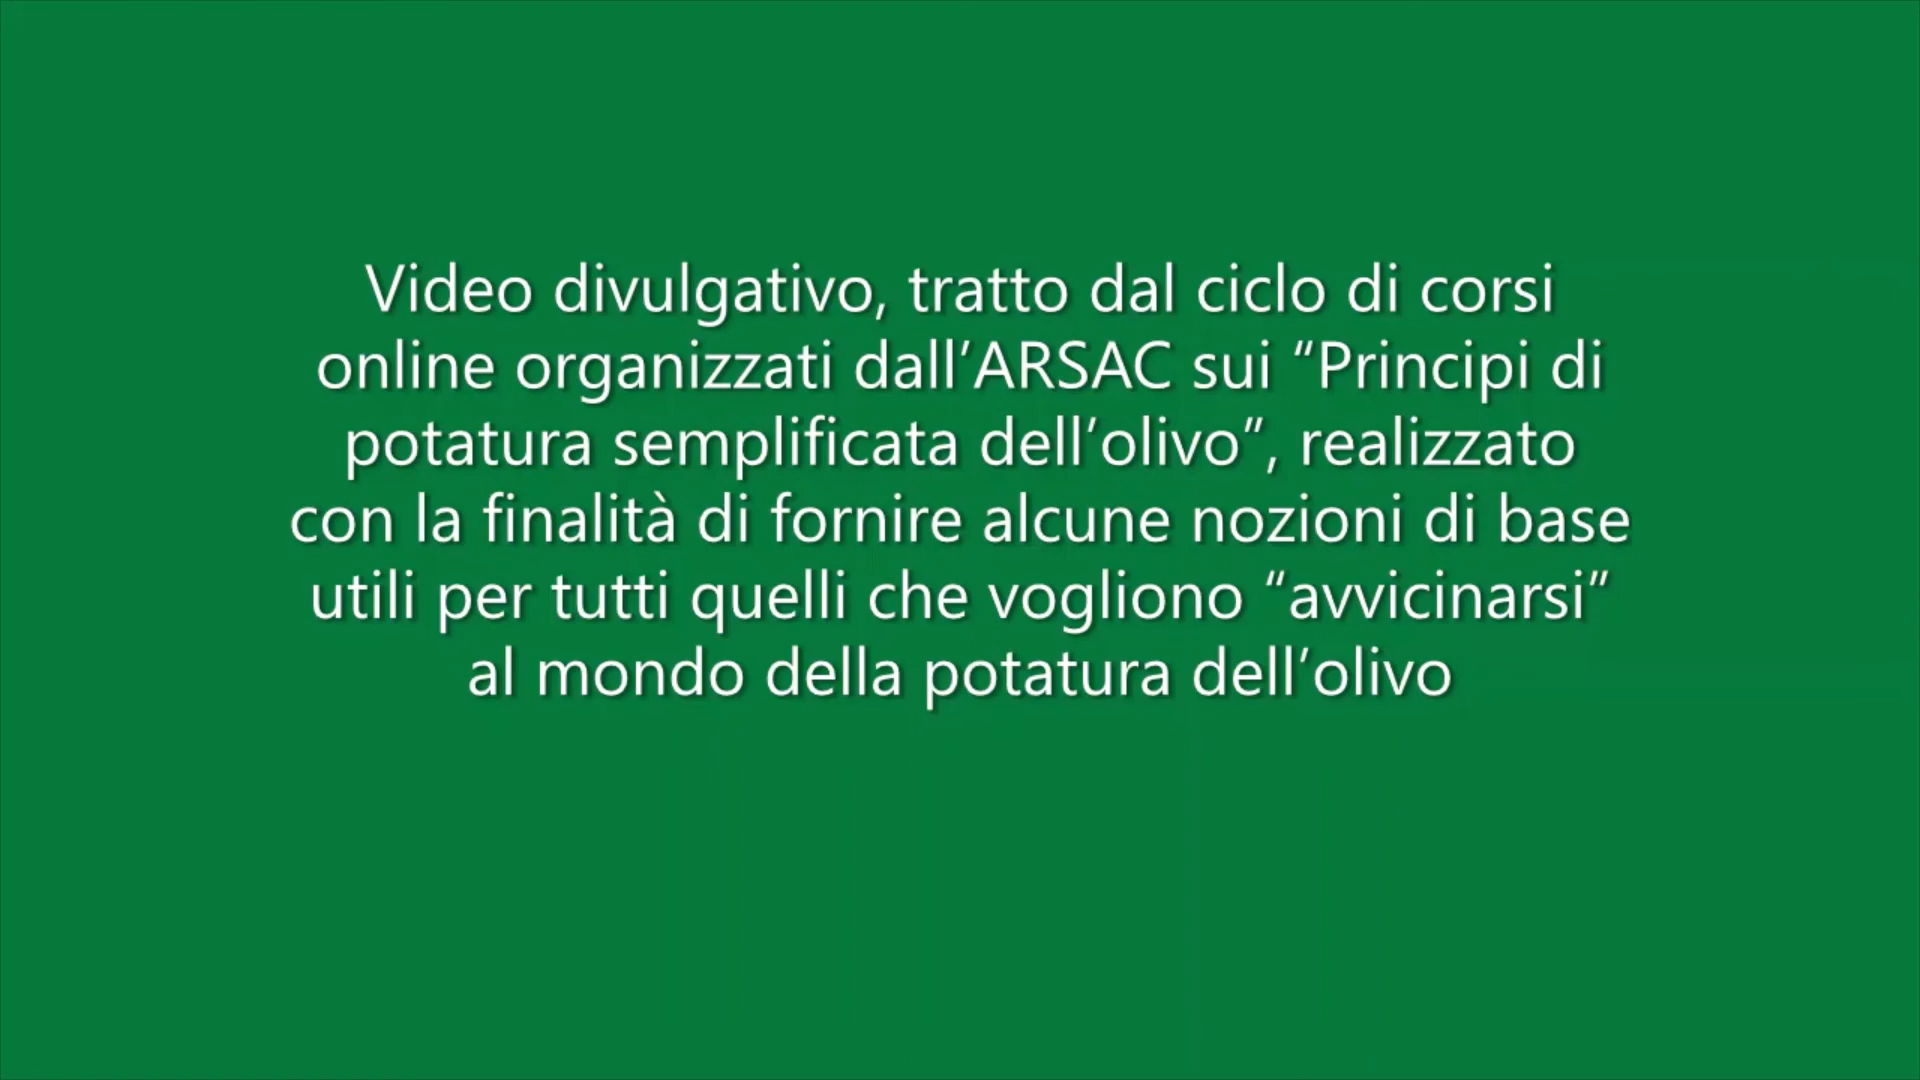 Video divulgativo, tratto dal ciclo di corsi
online organizzati dall’ARSAC sui “Principi di
potatura semplificata dell’olivo”, realizzato
con la finalità di fornire alcune nozioni di base
utili per tutti quelli che vogliono “avvicinarsi”
al mondo della potatura dell’olivo